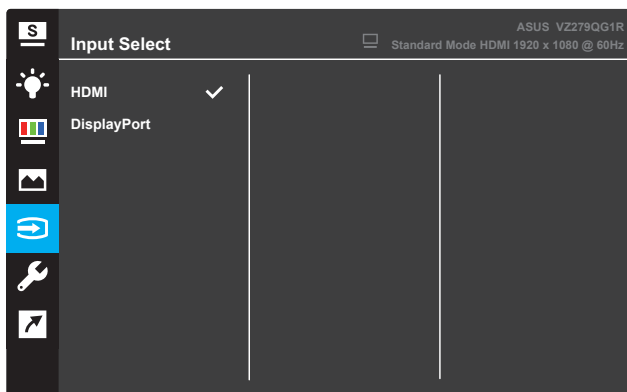 S
ASUS VZ279QG1R
Input Select
Standard Mode HDMI 1920 x 1080 @ 60Hz
HDMI
DisplayPort